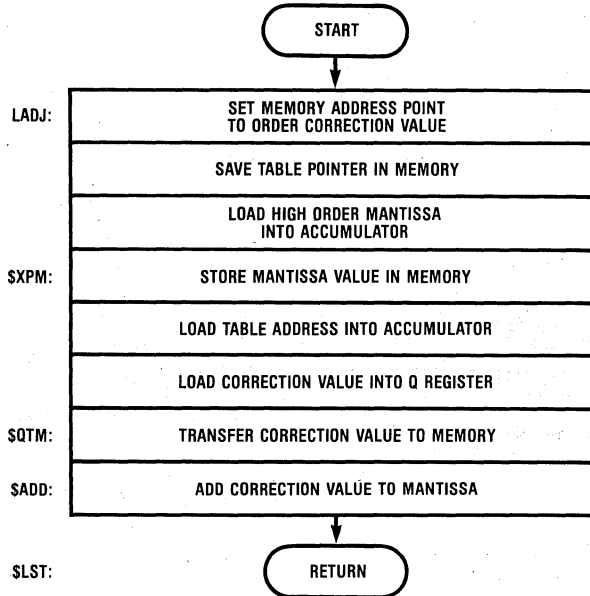 START
LADJ:
SET MEMORY ADDRESS POINT
TO ORDER CORRECTION VALUE
SAVE TABLE POINTER IN MEMORY
LOAD HIGH ORDER MANTISSA
INTO ACCUMULATOR
$XPM:
STORE MANTISSA VALUE IN MEMORY
LOAD TABLE ADDRESS INTO ACCUMULATOR
LOAD CORRECTION VALUE INTO Q REGISTER
$QTM:
TRANSFER CORRECTION VALUE TO MEMORY
$ADD:
ADD CORRECTION VALUE TO MANTISSA
$LST:
RETURN